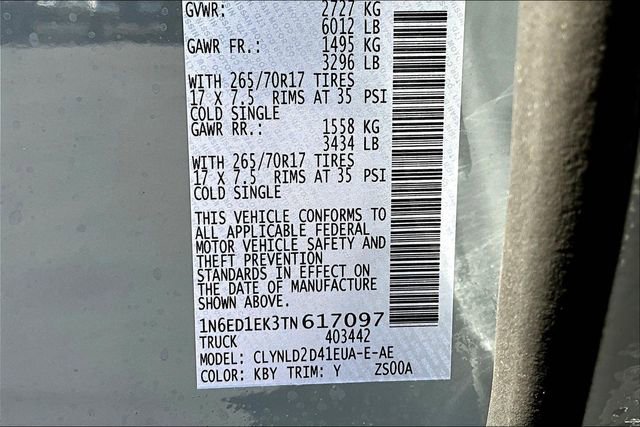 GVWR: 2727 KG
6012 LB
GAWR FR.: 1495 KG
3296 LB
WITH 265/70R17 TIRES
17 X 7.5 RIMS AT 35 PSI
COLD SINGLE
GAWR RR.: 1558 KG
3434 LB
WITH 265/70R17 TIRES
17 X 7.5 RIMS AT 35 PSI
COLD SINGLE
THIS VEHICLE CONFORMS TO
ALL APPLICABLE FEDERAL
MOTOR VEHICLE SAFETY AND
THEFT PREVENTION
STANDARDS IN EFFECT ON
THE DATE OF MANUFACTURE
SHOWN ABOVE.
1N6ED1EK3TN617097
TRUCK 403442
MODEL: CLYNLD2D41EUA-E-AE
COLOR: KBY TRIM: Y ZS00A